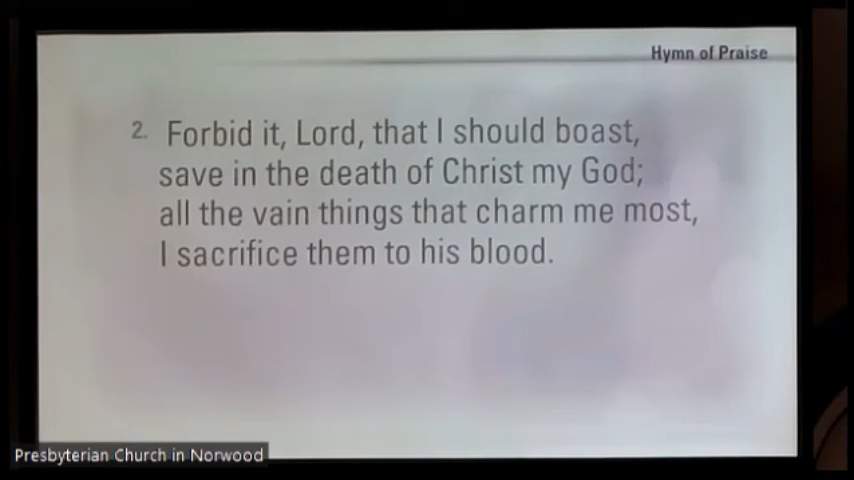 Hymn of Praise
2. Forbid it, Lord, that I should boast,
save in the death of Christ my God;
all the vain things that charm me most,
I sacrifice them to his blood.
Presbyterian Church in Norwood